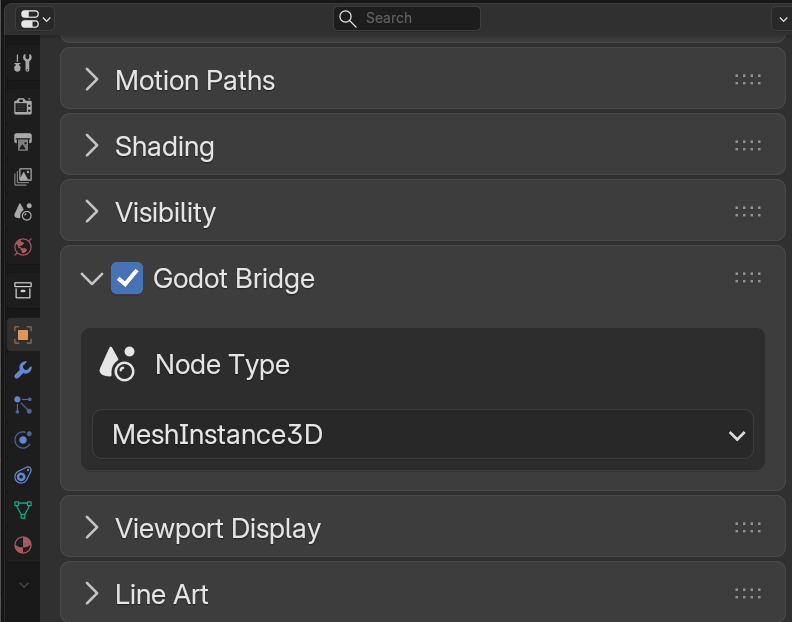 Search
Motion Paths
Shading
Visibility
Godot Bridge
Node Type
MeshInstance3D
Viewport Display
Line Art